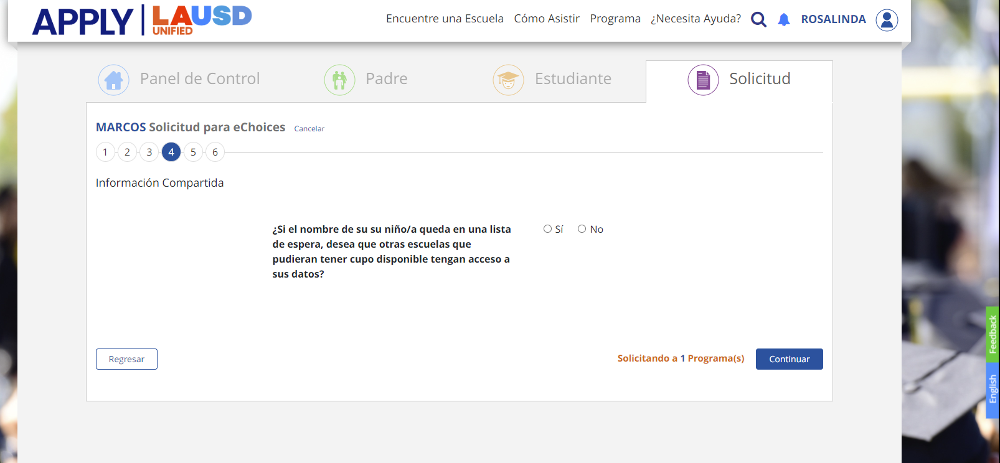 APPLY LAUSD UNIFIED
Encuentre una Escuela Cómo Asistir Programa ¿Necesita Ayuda? ROSALINDA
Panel de Control Padre Estudiante Solicitud
MARCOS Solicitud para eChoices Cancelar
1 2 3 4 5 6
Información Compartida
¿Si el nombre de su su niño/a queda en una lista
de espera, desea que otras escuelas que
pudieran tener cupo disponible tengan acceso a
sus datos?
Sí No
Regresar
Solicitando a 1 Programa(s) Continuar
Feedback
English